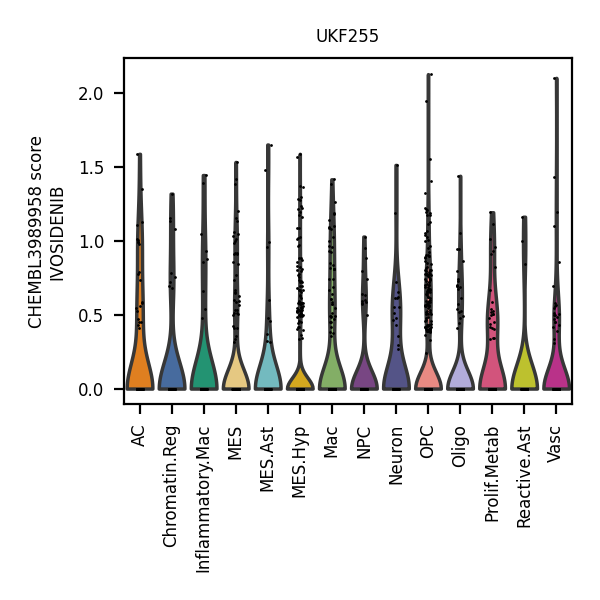 UKF255
CHEMBL3989958 score
IVOSIDENIB
2.0
1.5
1.0
0.5
0.0
AC
Chromatin.Reg
Inflammatory.Mac
MES
MES.Ast
MES.Hyp
Mac
NPC
Neuron
OPC
Oligo
Prolif.Metab
Reactive.Ast
Vasc